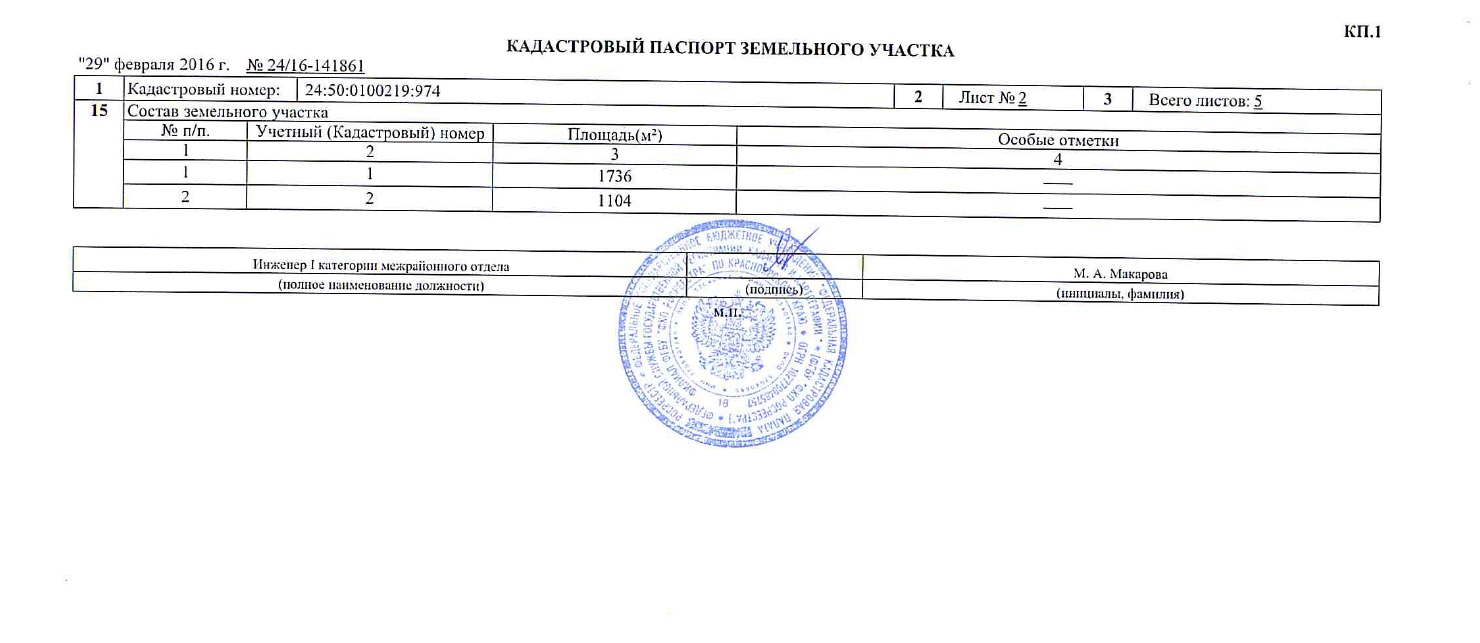 КП.1
КАДАСТРОВЫЙ ПАСПОРТ ЗЕМЕЛЬНОГО УЧАСТКА
"29" февраля 2016 г. № 24/16-141861
1 Кадастровый номер: 24:50:0100219:974 2 Лист № 2 3 Всего листов: 5
15 Состав земельного участка
№ п/п. Учетный (Кадастровый) номер Площадь(м²) Особые отметки
1 2 3 4
1 1 1736 —
2 2 1104 —
Инженер I категории межрайонного отдела М. А. Макарова
(полное наименование должности) (подпись) (инициалы, фамилия)
м.п.